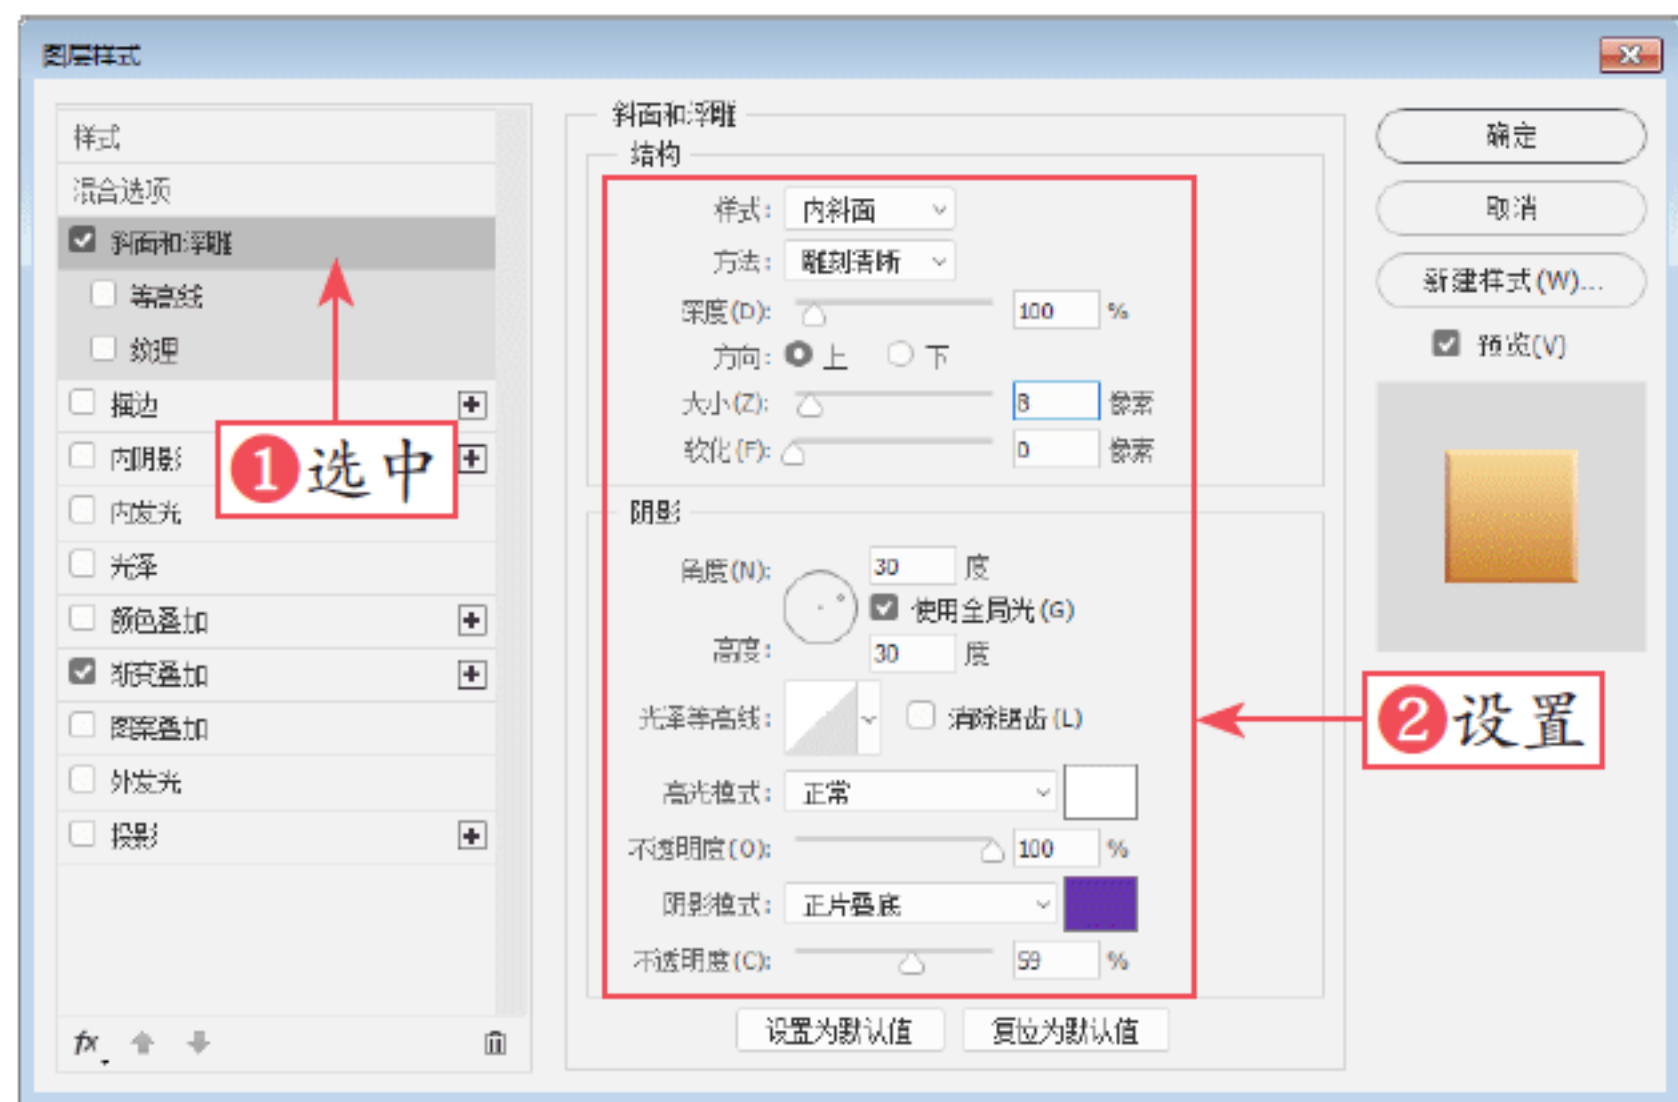 图层样式
样式
混合选项
斜面和浮雕
等高线
纹理
描边
内阴影
内发光
光泽
颜色叠加
渐变叠加
图案叠加
外发光
投影
fx
1选中
斜面和浮雕
结构
样式: 内斜面
方法: 雕刻清晰
深度(D): 100 %
方向: 上 下
大小(Z): 8 像素
软化(F): 0 像素
阴影
角度(N): 30 度
使用全局光(G)
高度: 30 度
光泽等高线: 消除锯齿(L)
高光模式: 正常
不透明度(O): 100 %
阴影模式: 正片叠底
不透明度(C): 59 %
设置为默认值 复位为默认值
确定
取消
新建样式(W)...
预览(V)
2设置